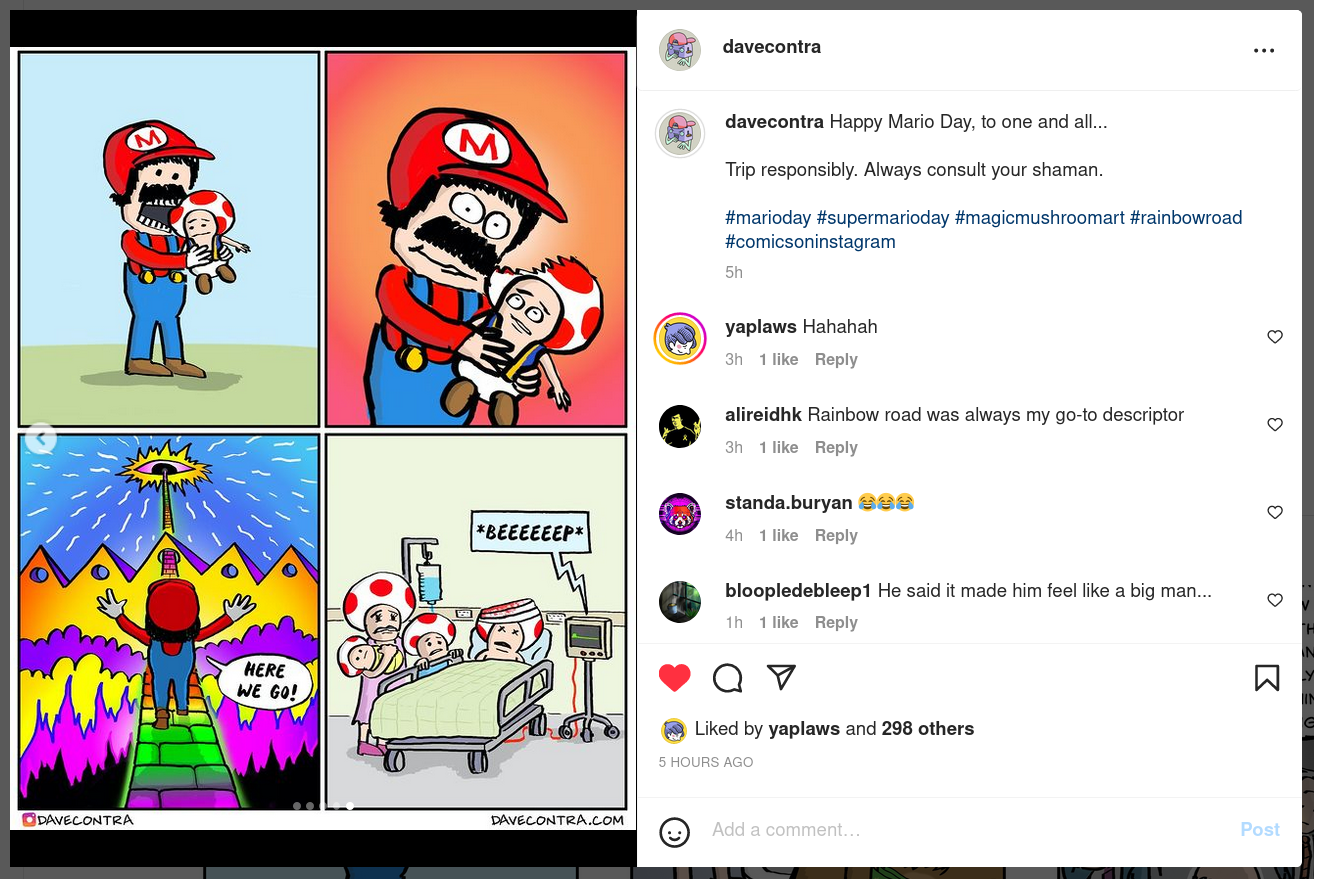 M
M
*BEEEEEEP*
HERE
WE GO!
DAVECONTRA
DAVECONTRA.COM
davecontra
davecontra Happy Mario Day, to one and all...
Trip responsibly. Always consult your shaman.
#marioday #supermarioday #magicmushroomart #rainbowroad
#comicsoninstagram
5h
yaplaws Hahahah
3h 1 like Reply
alireidhk Rainbow road was always my go-to descriptor
3h 1 like Reply
standa.buryan 😂😂😂
4h 1 like Reply
bloopledebleep1 He said it made him feel like a big man...
1h 1 like Reply
Liked by yaplaws and 298 others
5 HOURS AGO
Add a comment…
Post